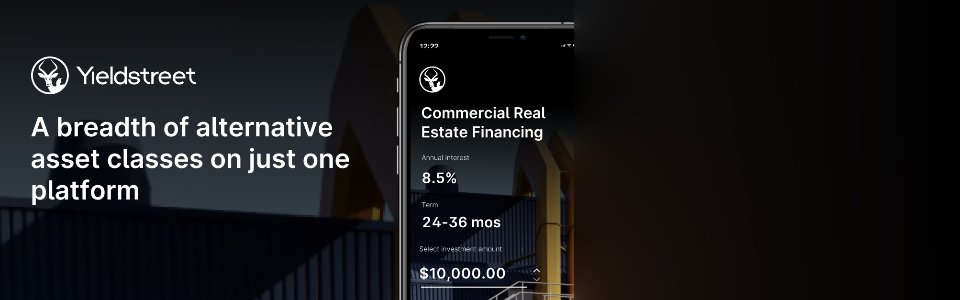 Yieldstreet
A breadth of alternative
asset classes on just one
platform
12:22
Commercial Real
Estate Financing
Annual Interest
8.5%
Term
24-36 mos
Select investment amount
$10,000.00